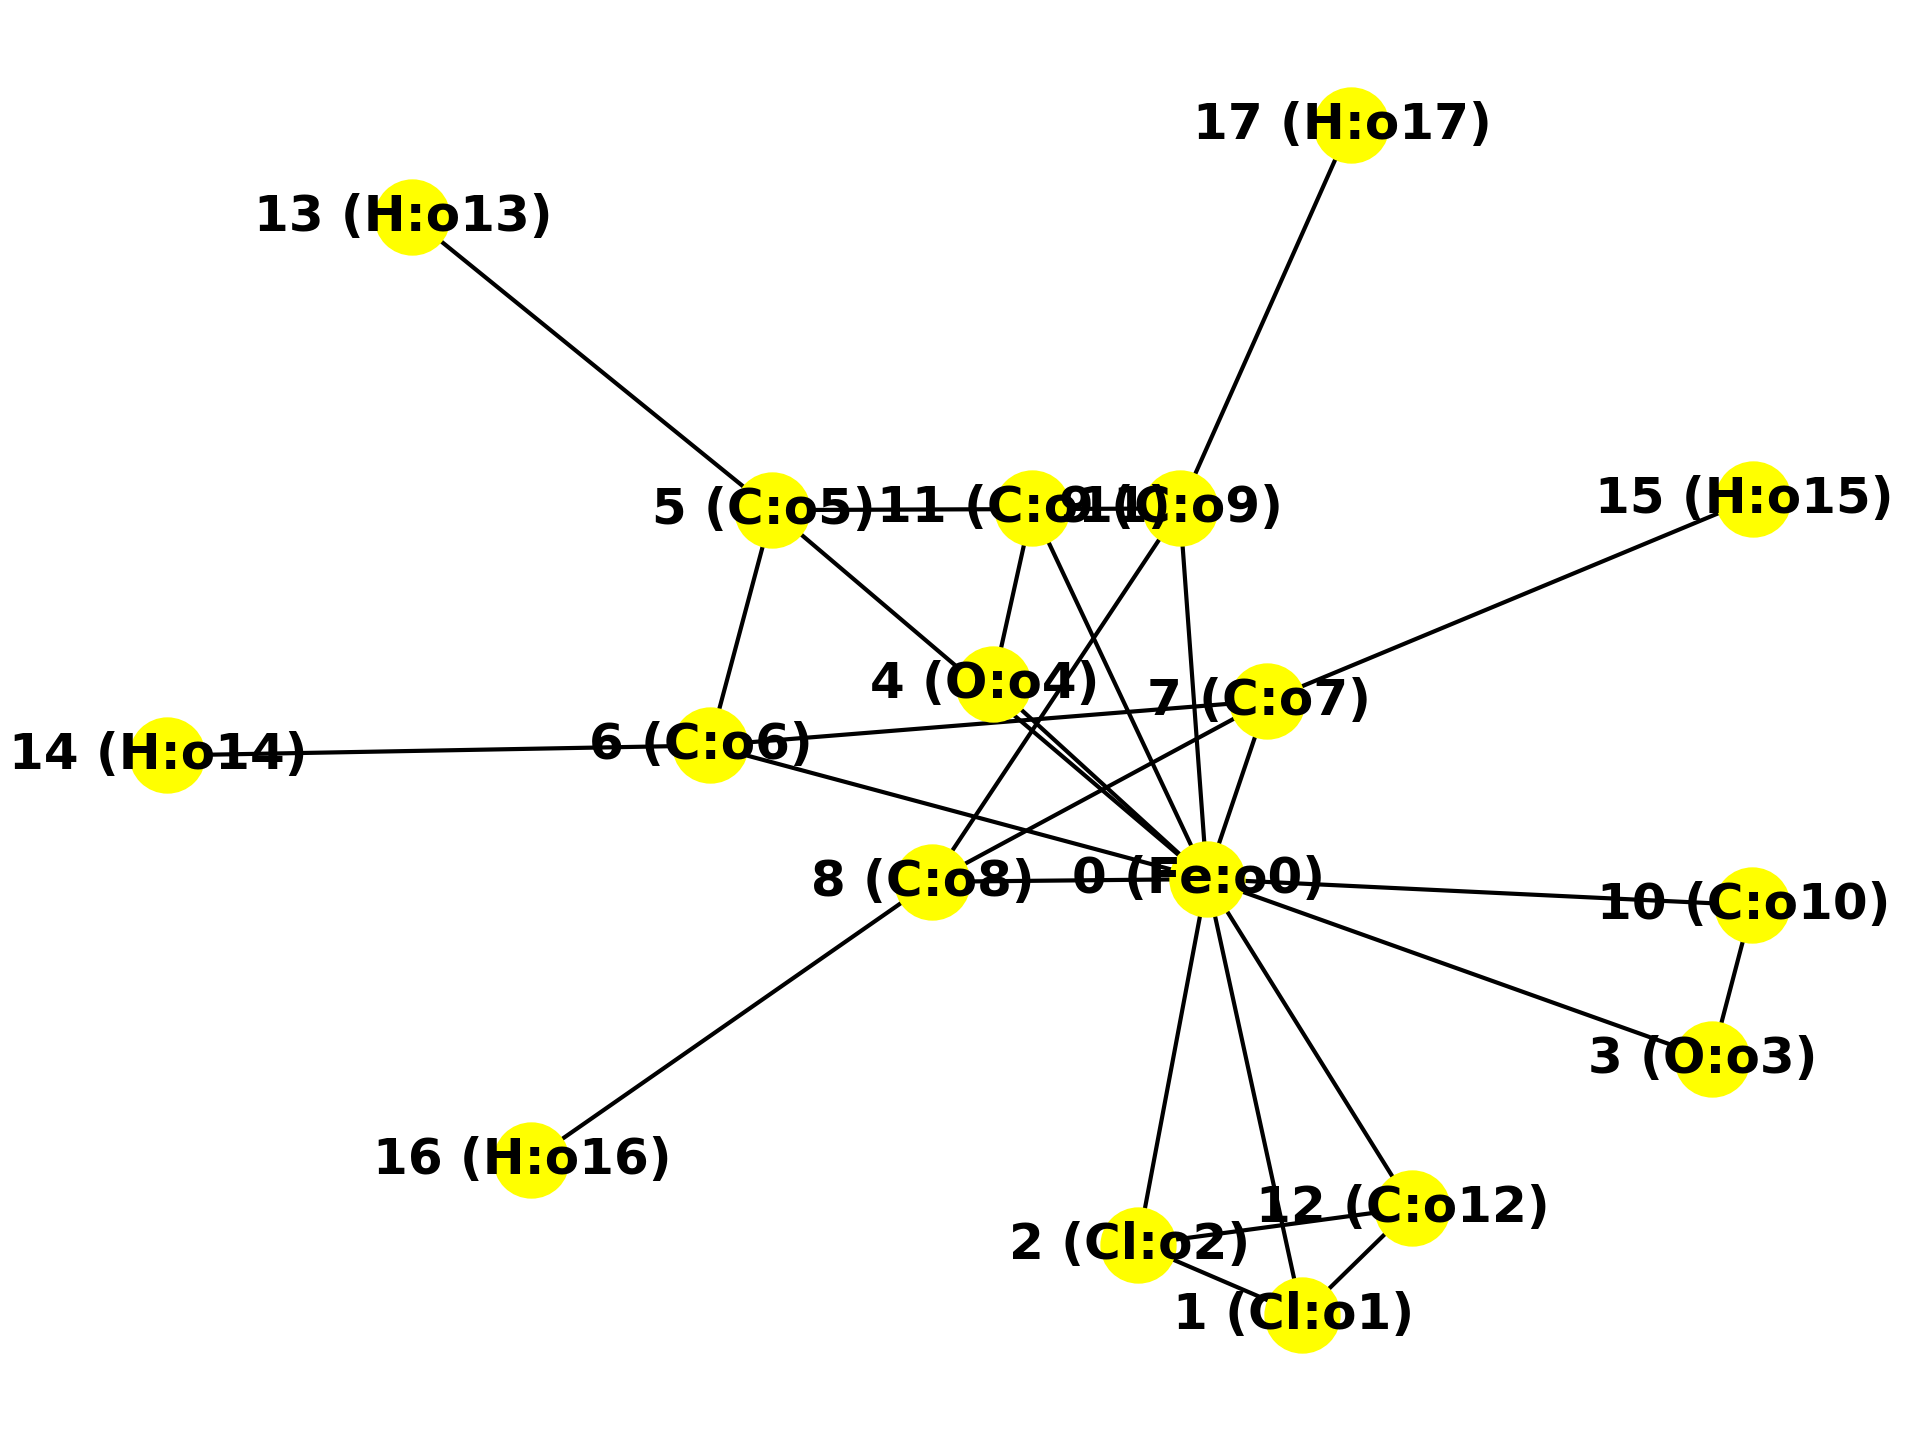 17 (H:o17)
13 (H:o13)
15 (H:o15)
5 (C:o5)
11 (C:o11)
9 (C:o9)
4 (O:o4)
7 (C:o7)
14 (H:o14)
6 (C:o6)
8 (C:o8)
0 (Fe:o0)
10 (C:o10)
3 (O:o3)
16 (H:o16)
12 (C:o12)
2 (Cl:o2)
1 (Cl:o1)